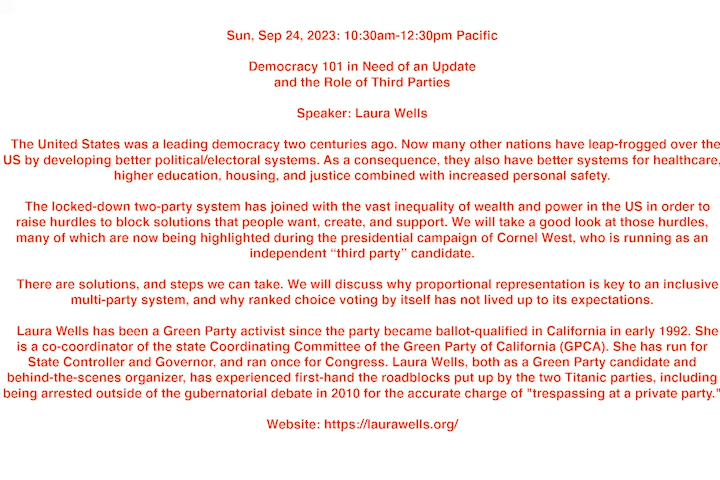 Sun, Sep 24, 2023: 10:30am-12:30pm Pacific
Democracy 101 in Need of an Update
and the Role of Third Parties
Speaker: Laura Wells
The United States was a leading democracy two centuries ago. Now many other nations have leap-frogged over the
US by developing better political/electoral systems. As a consequence, they also have better systems for healthcare,
higher education, housing, and justice combined with increased personal safety.
The locked-down two-party system has joined with the vast inequality of wealth and power in the US in order to
raise hurdles to block solutions that people want, create, and support. We will take a good look at those hurdles,
many of which are now being highlighted during the presidential campaign of Cornel West, who is running as an
independent “third party” candidate.
There are solutions, and steps we can take. We will discuss why proportional representation is key to an inclusive
multi-party system, and why ranked choice voting by itself has not lived up to its expectations.
Laura Wells has been a Green Party activist since the party became ballot-qualified in California in early 1992. She
is a co-coordinator of the state Coordinating Committee of the Green Party of California (GPCA). She has run for
State Controller and Governor, and ran once for Congress. Laura Wells, both as a Green Party candidate and
behind-the-scenes organizer, has experienced first-hand the roadblocks put up by the two Titanic parties, including
being arrested outside of the gubernatorial debate in 2010 for the accurate charge of "trespassing at a private party."
Website: https://laurawells.org/